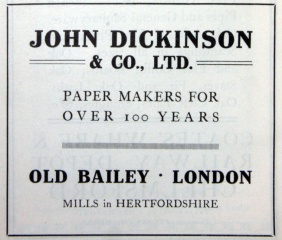 JOHN DICKINSON
& CO., LTD.
PAPER MAKERS FOR
OVER 100 YEARS
OLD BAILEY · LONDON
MILLS in HERTFORDSHIRE